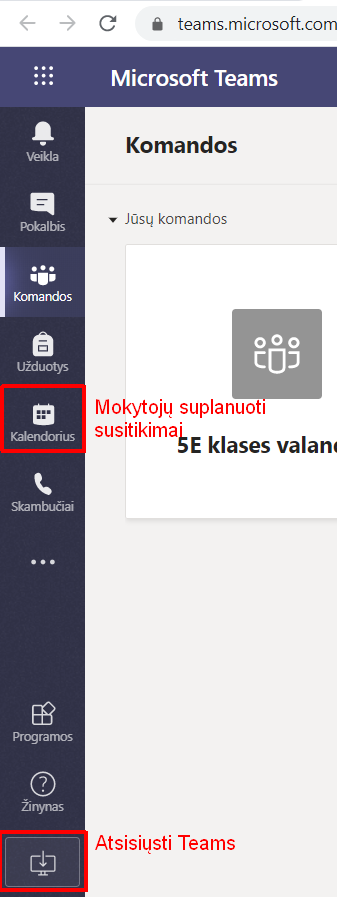 teams.microsoft.com
Microsoft Teams
Veikla
Pokalbis
Komandos
Užduotys
Kalendorius
Skambučiai
Programos
Žinynas
Komandos
Jūsų komandos
5E klases valand
Mokytojų suplanuoti
susitikimai
Atsisiųsti Teams